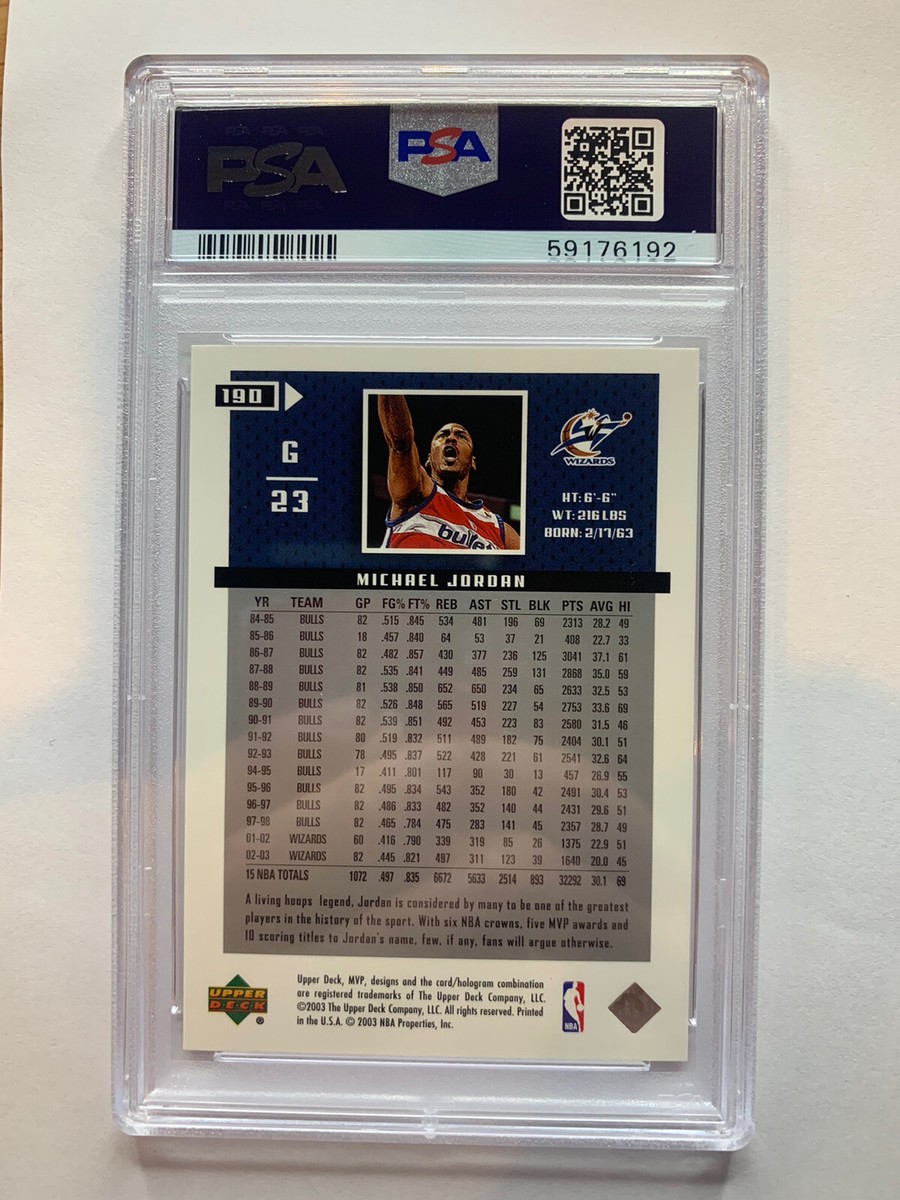 PSA PSA PSA
PSA
PSA PSA PSA
PSA
59176192
190
G
23
bulle
WIZARDS
HT: 6'-6"
WT: 216 LBS
BORN: 2/17/63
MICHAEL JORDAN
YR TEAM GP FG% FT% REB AST STL BLK PTS AVG HI
84-85 BULLS 82 .515 .845 534 481 196 69 2313 28.2 49
85-86 BULLS 18 .457 .840 64 53 37 21 408 22.7 33
86-87 BULLS 82 .482 .857 430 377 236 125 3041 37.1 61
87-88 BULLS 82 .535 .841 449 485 259 131 2868 35.0 59
88-89 BULLS 81 .538 .850 652 650 234 65 2633 32.5 53
89-90 BULLS 82 .526 .848 565 519 227 54 2753 33.6 69
90-91 BULLS 82 .539 .851 492 453 223 83 2580 31.5 46
91-92 BULLS 80 .519 .832 511 489 182 75 2404 30.1 51
92-93 BULLS 78 .495 .837 522 428 221 61 2541 32.6 64
94-95 BULLS 17 .411 .801 117 90 30 13 457 26.9 55
95-96 BULLS 82 .495 .834 543 352 180 42 2491 30.4 53
96-97 BULLS 82 .486 .833 482 352 140 44 2431 29.6 51
97-98 BULLS 82 .465 .784 475 283 141 45 2357 28.7 49
01-02 WIZARDS 60 .416 .790 339 319 85 26 1375 22.9 51
02-03 WIZARDS 82 .445 .821 497 311 123 39 1640 20.0 45
15 NBA TOTALS 1072 .497 .835 6672 5633 2514 893 32292 30.1 69
A living hoops legend, Jordan is considered by many to be one of the greatest
players in the history of the sport. With six NBA crowns, five MVP awards and
10 scoring titles to Jordan's name, few, if any, fans will argue otherwise.
UPPER
DECK
®
Upper Deck, MVP, designs and the card/hologram combination
are registered trademarks of The Upper Deck Company, LLC.
©2003 The Upper Deck Company, LLC. All rights reserved. Printed
in the U.S.A. © 2003 NBA Properties, Inc.
NBA